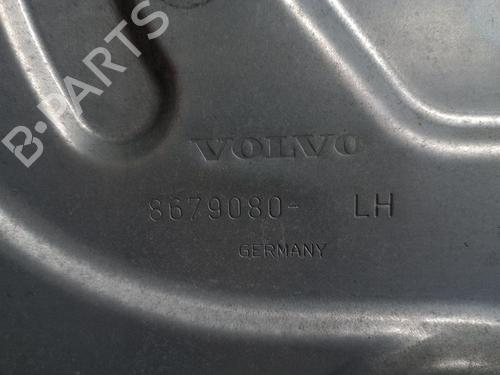 B-PARTS
VOLVO
8679080- LH
GERMANY